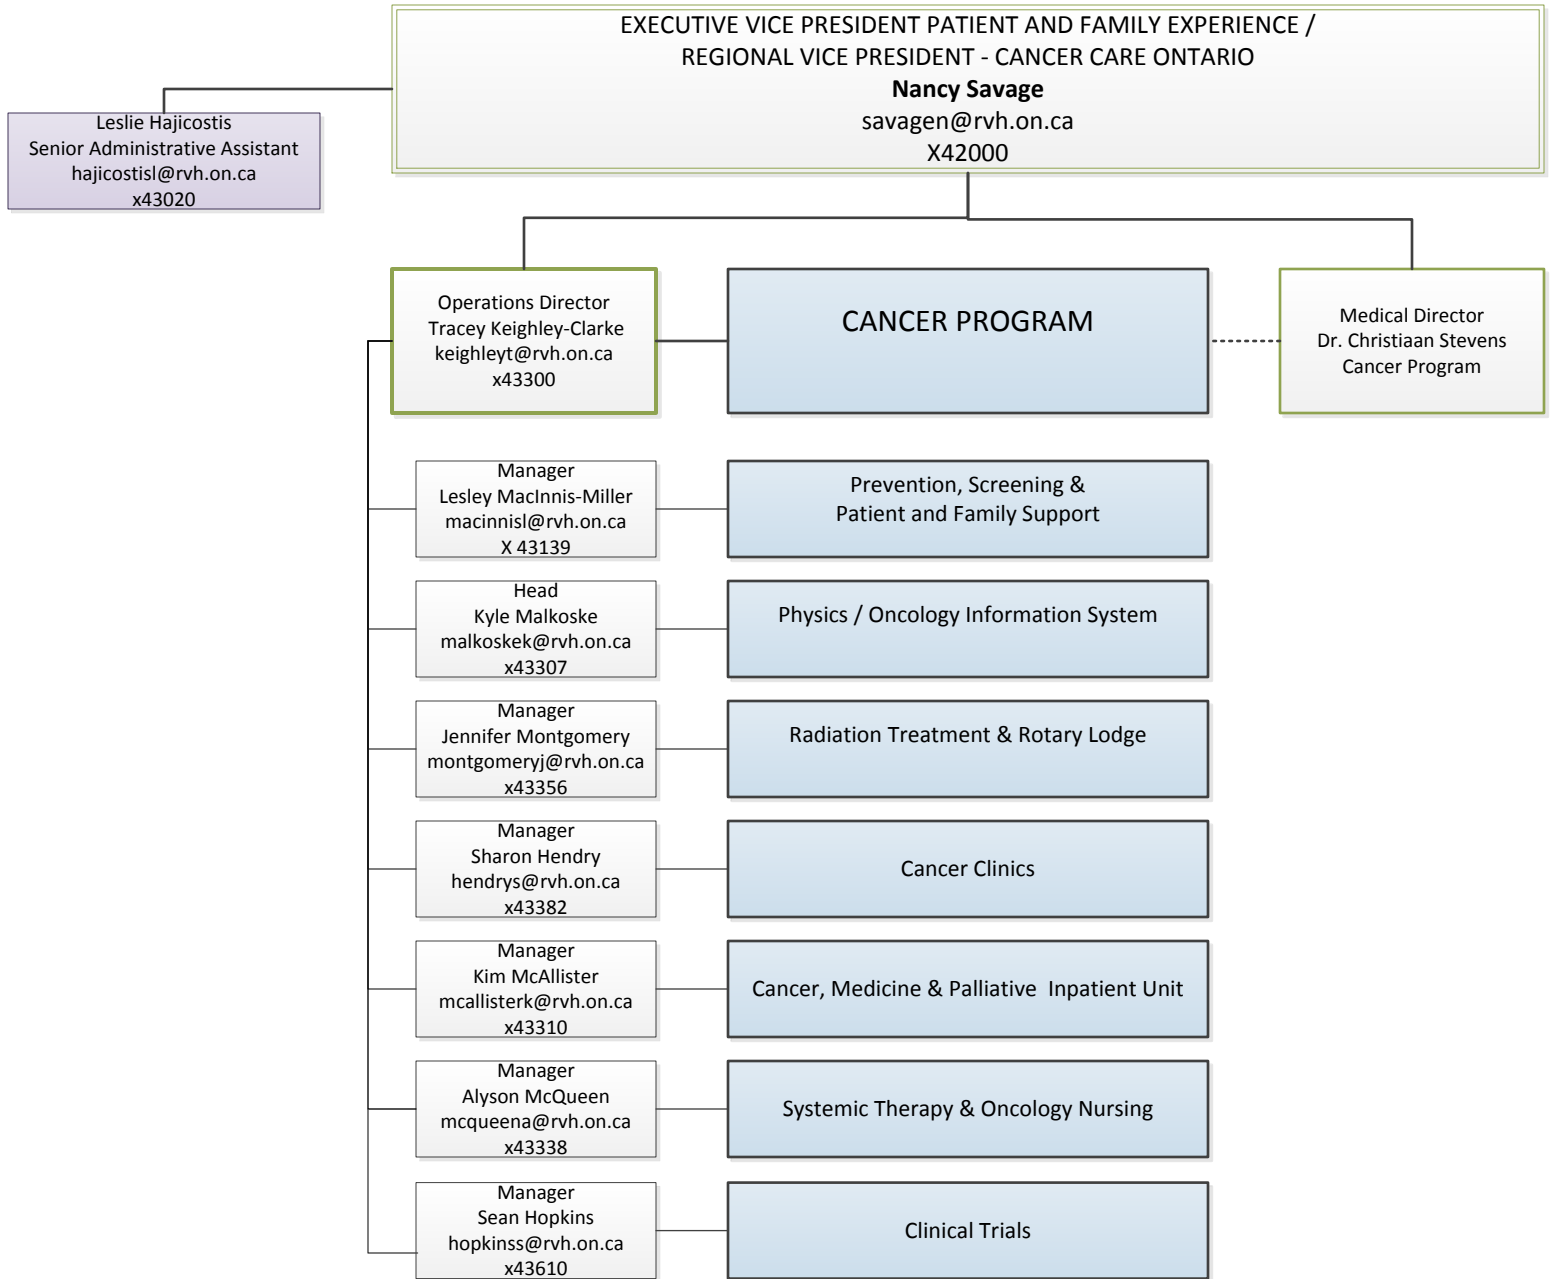 EXECUTIVE VICE PRESIDENT PATIENT AND FAMILY EXPERIENCE /
REGIONAL VICE PRESIDENT - CANCER CARE ONTARIO
Nancy Savage
savagen@rvh.on.ca
X42000
Leslie Hajicostis
Senior Administrative Assistant
hajicostisl@rvh.on.ca
x43020
Operations Director
Tracey Keighley-Clarke
keighleyt@rvh.on.ca
x43300
CANCER PROGRAM
Medical Director
Dr. Christiaan Stevens
Cancer Program
Manager
Lesley MacInnis-Miller
macinnisl@rvh.on.ca
X 43139
Prevention, Screening &
Patient and Family Support
Head
Kyle Malkoske
malkoskek@rvh.on.ca
x43307
Physics / Oncology Information System
Manager
Jennifer Montgomery
montgomeryj@rvh.on.ca
x43356
Radiation Treatment & Rotary Lodge
Manager
Sharon Hendry
hendrys@rvh.on.ca
x43382
Cancer Clinics
Manager
Kim McAllister
mcallisterk@rvh.on.ca
x43310
Cancer, Medicine & Palliative  Inpatient Unit
Manager
Alyson McQueen
mcqueena@rvh.on.ca
x43338
Systemic Therapy & Oncology Nursing
Manager
Sean Hopkins
hopkinss@rvh.on.ca
x43610
Clinical Trials